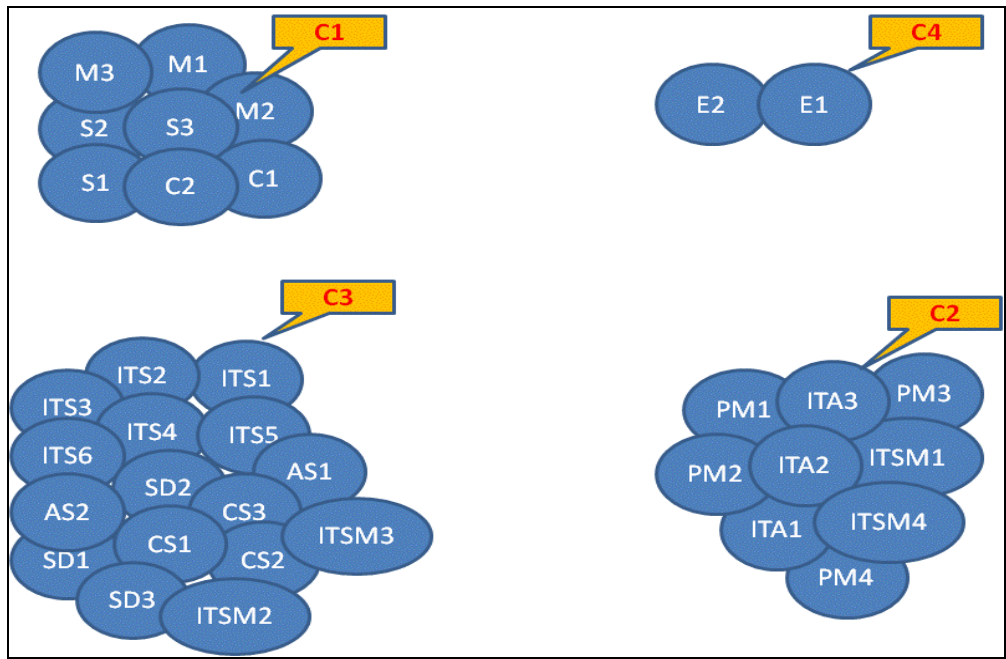 C1
M3
M1
M2
S2
S3
S1
C2
C1
C4
E2
E1
C3
ITS2
ITS1
ITS3
ITS4
ITS5
ITS6
AS1
SD2
AS2
CS3
ITSM3
CS1
SD1
CS2
SD3
ITSM2
C2
PM1
ITA3
PM3
PM2
ITA2
ITSM1
ITA1
ITSM4
PM4